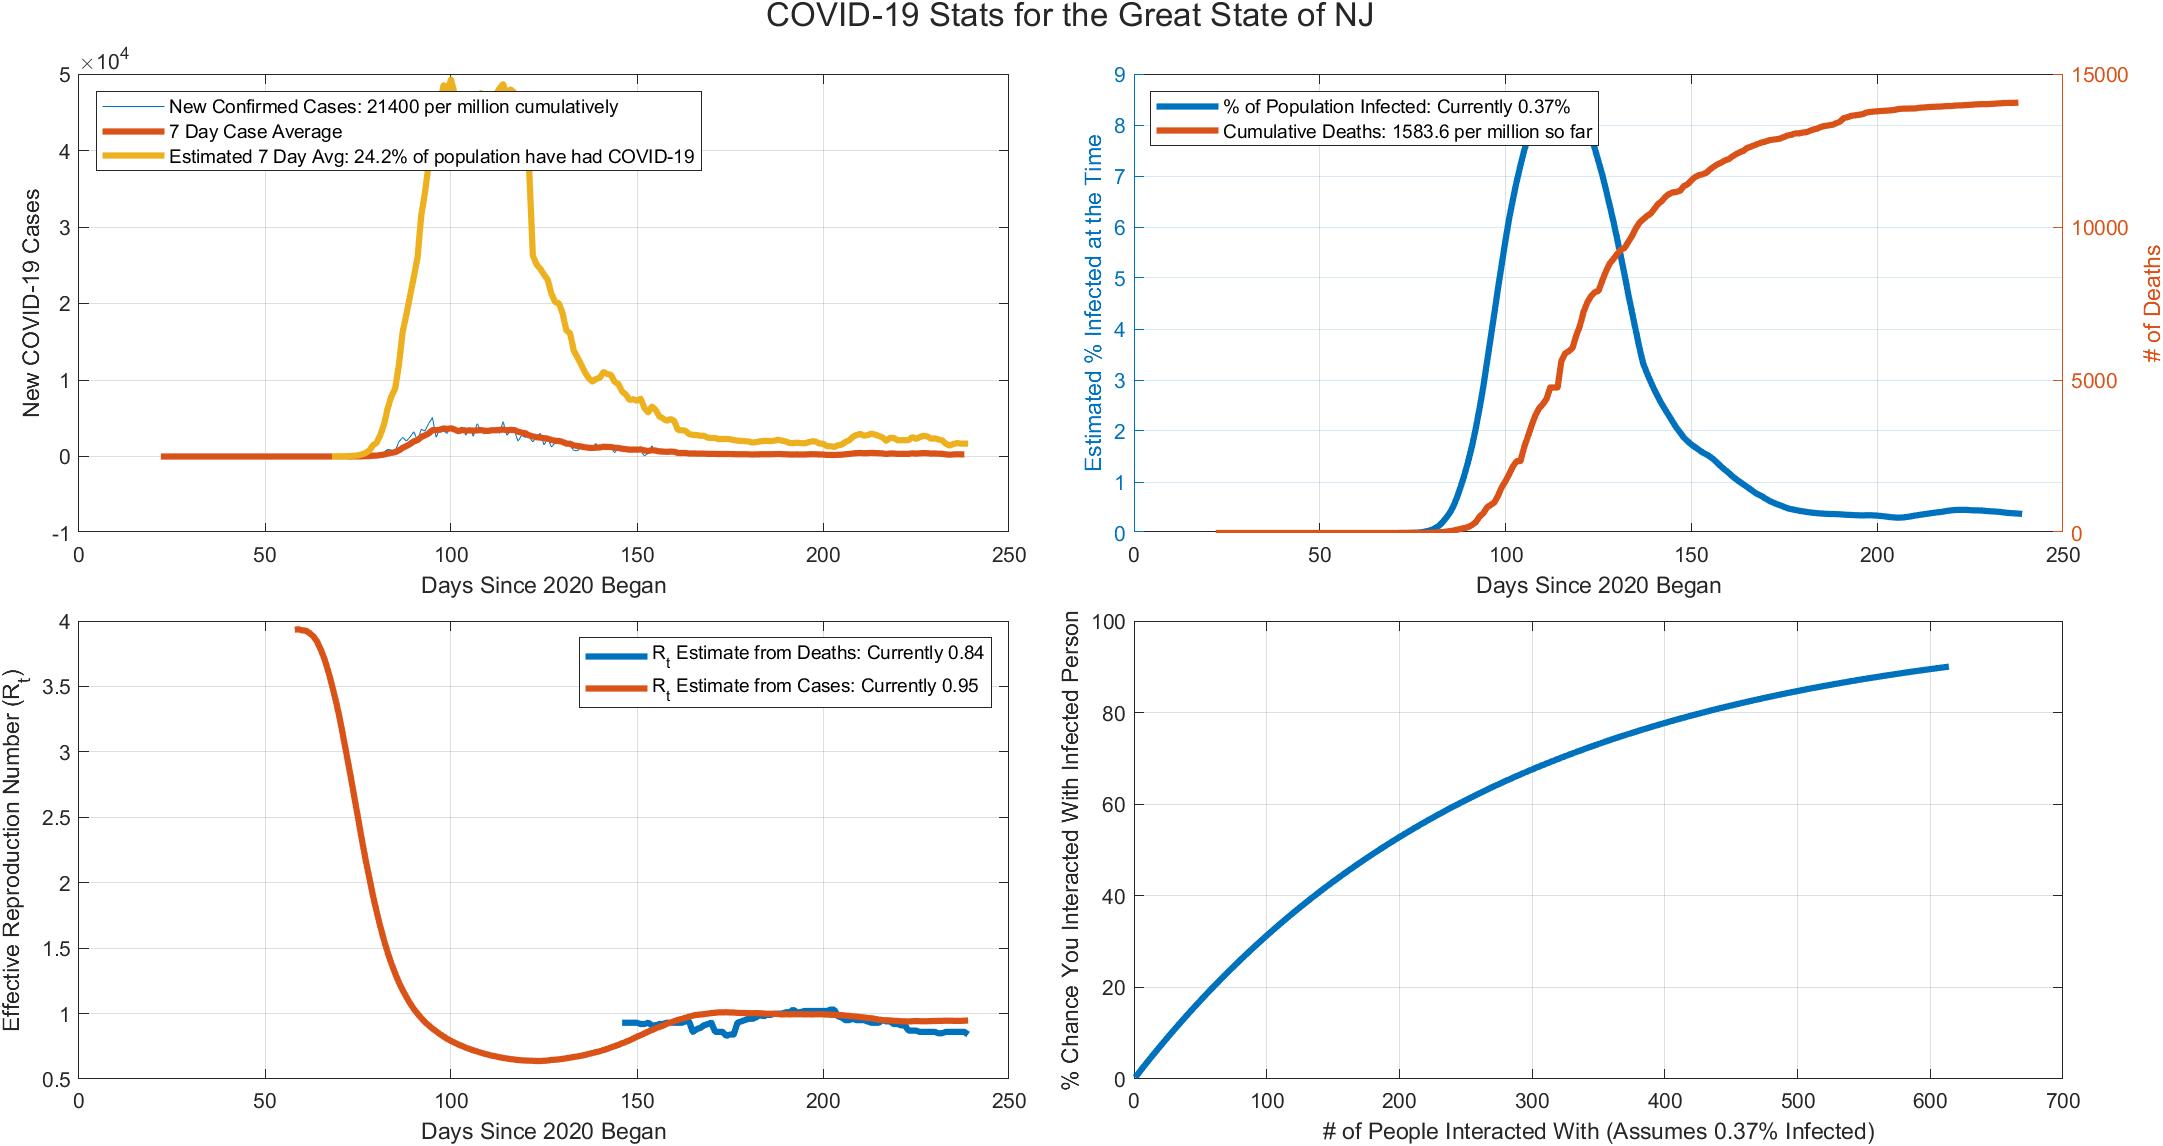 COVID-19 Stats for the Great State of NJ
×10^4
5
4
3
2
1
0
-1
New COVID-19 Cases
New Confirmed Cases: 21400 per million cumulatively
7 Day Case Average
Estimated 7 Day Avg: 24.2% of population have had COVID-19
0 50 100 150 200 250
Days Since 2020 Began
9
8
7
6
5
4
3
2
1
0
Estimated % Infected at the Time
% of Population Infected: Currently 0.37%
Cumulative Deaths: 1583.6 per million so far
15000
10000
5000
0
# of Deaths
0 50 100 150 200 250
Days Since 2020 Began
4
3.5
3
2.5
2
1.5
1
0.5
Effective Reproduction Number (Rt)
Rt Estimate from Deaths: Currently 0.84
Rt Estimate from Cases: Currently 0.95
0 50 100 150 200 250
Days Since 2020 Began
100
80
60
40
20
0
% Chance You Interacted With Infected Person
0 100 200 300 400 500 600 700
# of People Interacted With (Assumes 0.37% Infected)